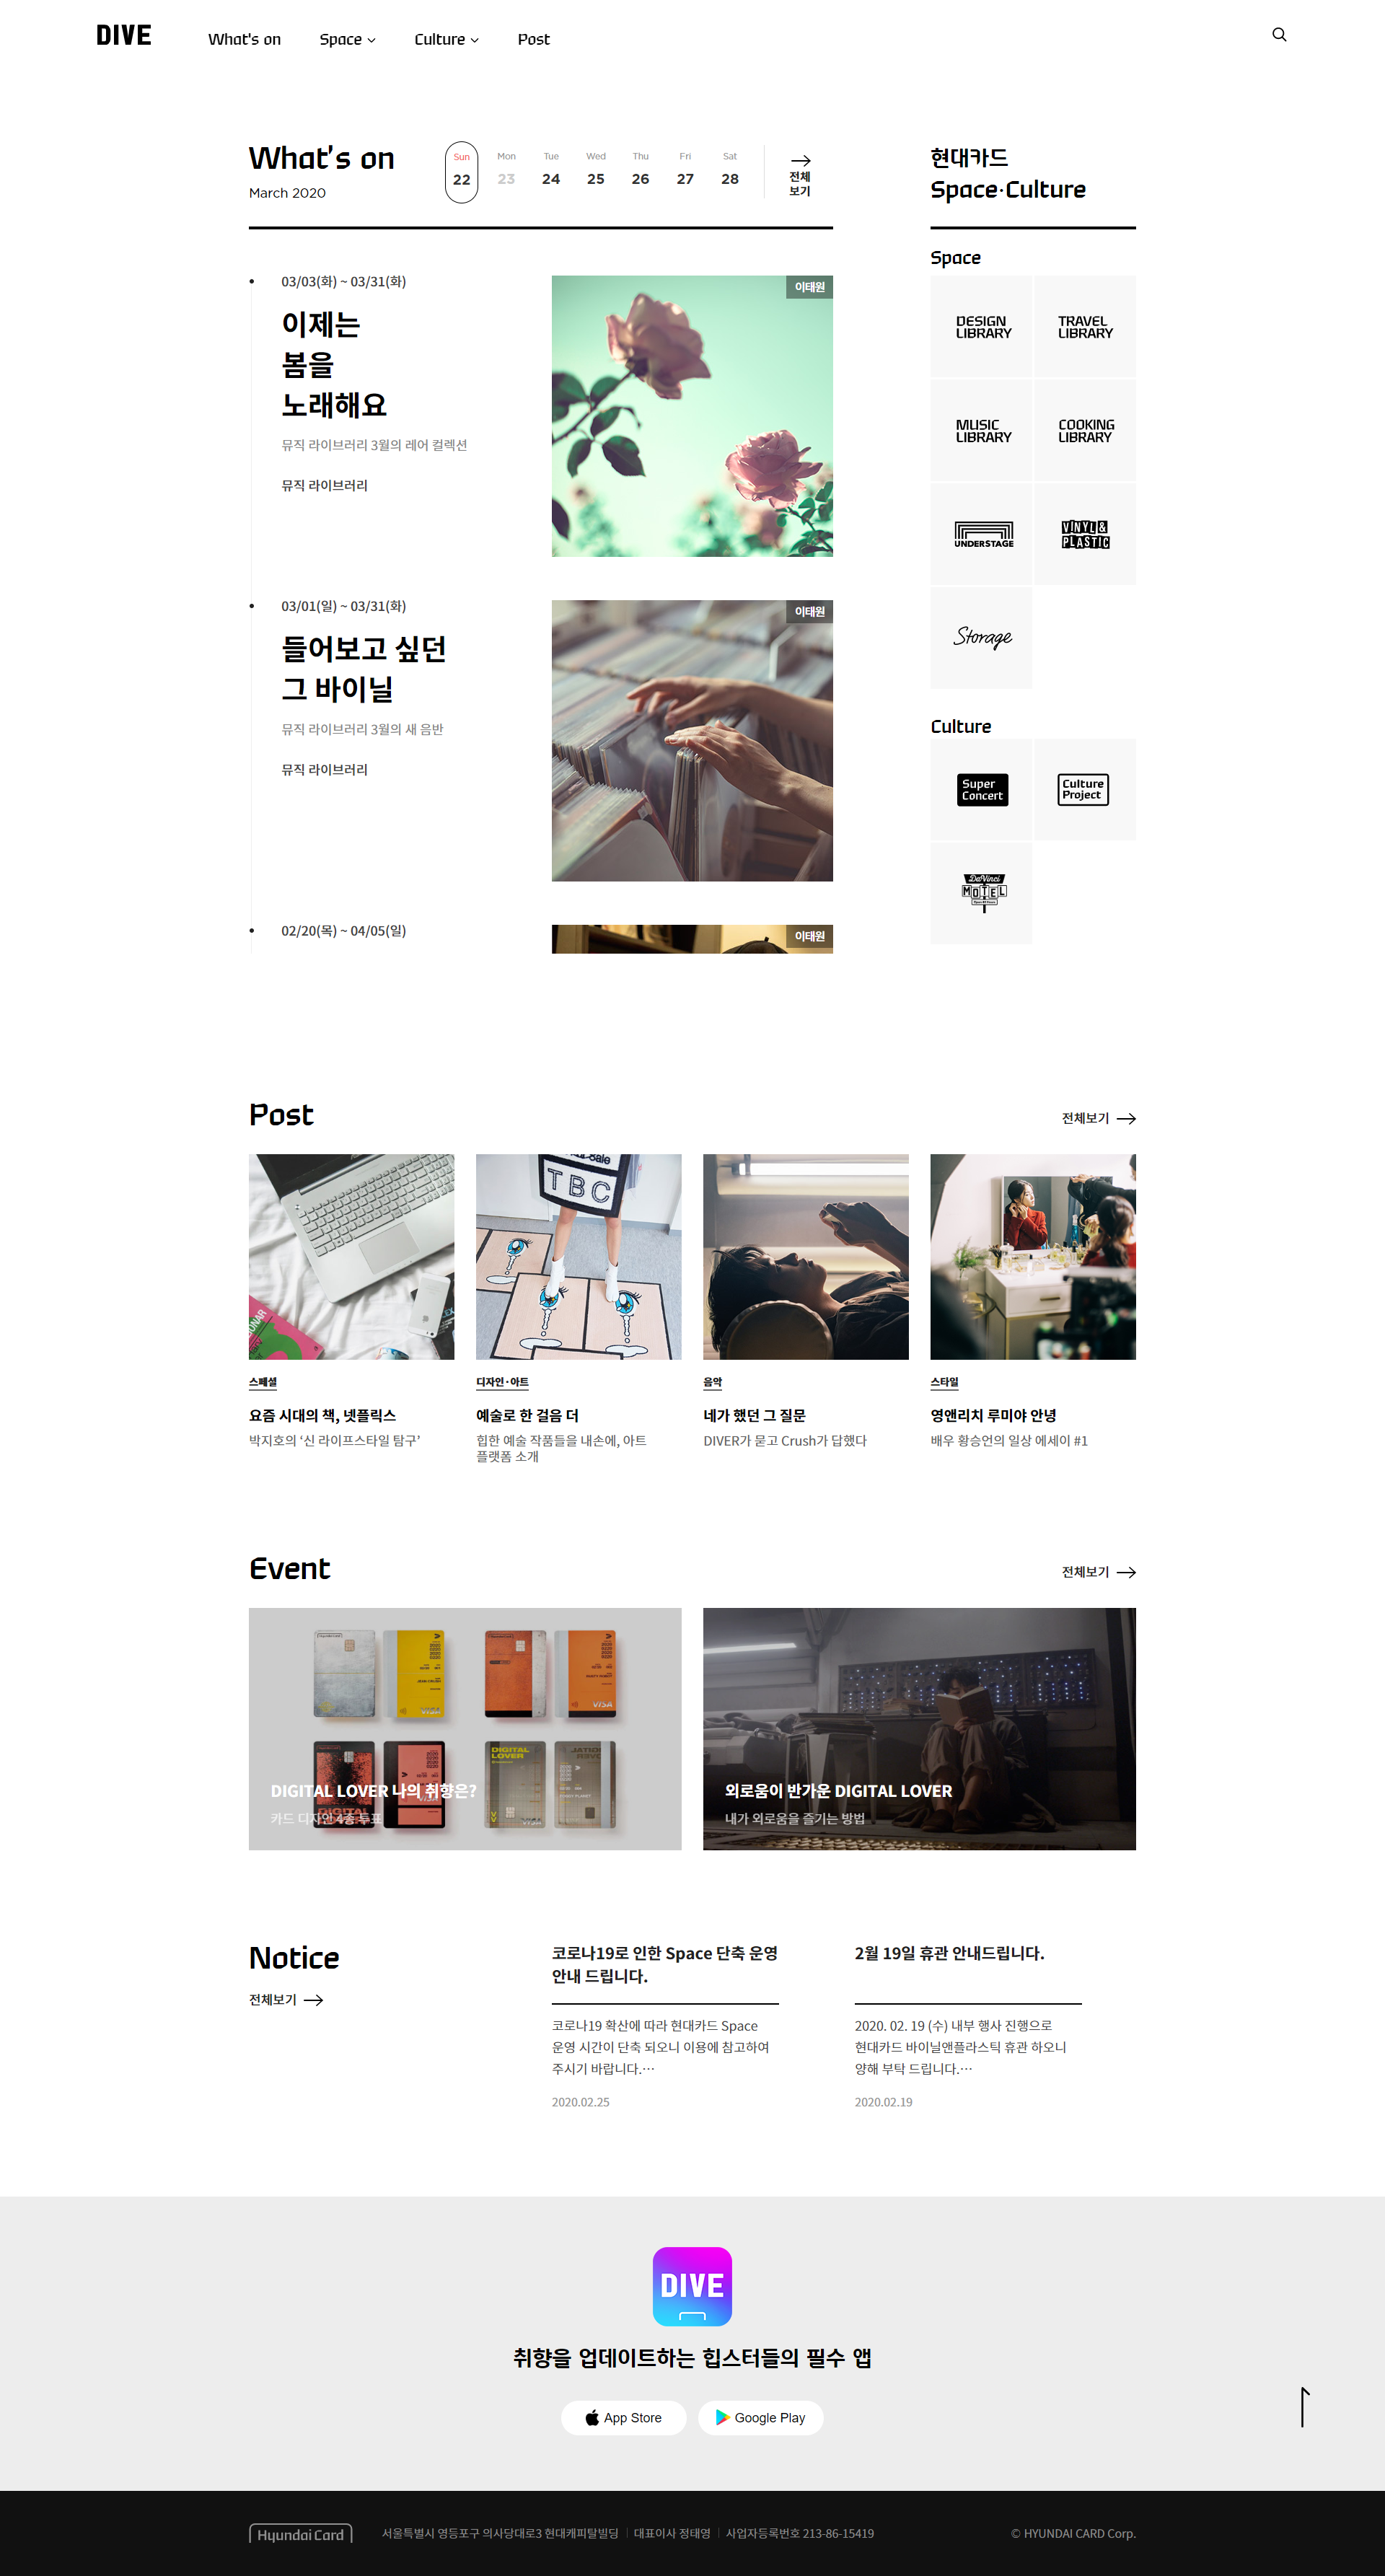 DIVE
What's on
Space
Culture
Post
What's on
March 2020
Sun
22
Mon
23
Tue
24
Wed
25
Thu
26
Fri
27
Sat
28
전체
보기
03/03(화) ~ 03/31(화)
이제는
봄을
노래해요
뮤직 라이브러리 3월의 레어 컬렉션
뮤직 라이브러리
이태원
03/01(일) ~ 03/31(화)
들어보고 싶던
그 바이닐
뮤직 라이브러리 3월의 새 음반
뮤직 라이브러리
이태원
02/20(목) ~ 04/05(일)
이태원
현대카드
Space·Culture
Space
DESIGN
LIBRARY
TRAVEL
LIBRARY
MUSIC
LIBRARY
COOKING
LIBRARY
UNDERSTAGE
VINYL &
PLASTIC
Storage
Culture
Super
Concert
Culture
Project
DaVinci
MOTEL
Post
전체보기
TBC
스페셜
요즘 시대의 책, 넷플릭스
박지호의 ‘신 라이프스타일 탐구’
디자인·아트
예술로 한 걸음 더
힙한 예술 작품들을 내손에, 아트
플랫폼 소개
음악
네가 했던 그 질문
DIVER가 묻고 Crush가 답했다
스타일
영앤리치 루미야 안녕
배우 황승언의 일상 에세이 #1
Event
전체보기
VISA
VISA
DIGITAL
LOVER
DIGITAL LOVER 나의 취향은?
카드 디자인 4종 투표
외로움이 반가운 DIGITAL LOVER
내가 외로움을 즐기는 방법
Notice
전체보기
코로나19로 인한 Space 단축 운영
안내 드립니다.
코로나19 확산에 따라 현대카드 Space
운영 시간이 단축 되오니 이용에 참고하여
주시기 바랍니다.…
2020.02.25
2월 19일 휴관 안내드립니다.
2020. 02. 19 (수) 내부 행사 진행으로
현대카드 바이닐앤플라스틱 휴관 하오니
양해 부탁 드립니다.…
2020.02.19
DIVE
취향을 업데이트하는 힙스터들의 필수 앱
App Store
Google Play
Hyundai Card
서울특별시 영등포구 의사당대로3 현대캐피탈빌딩
대표이사 정태영
사업자등록번호 213-86-15419
© HYUNDAI CARD Corp.